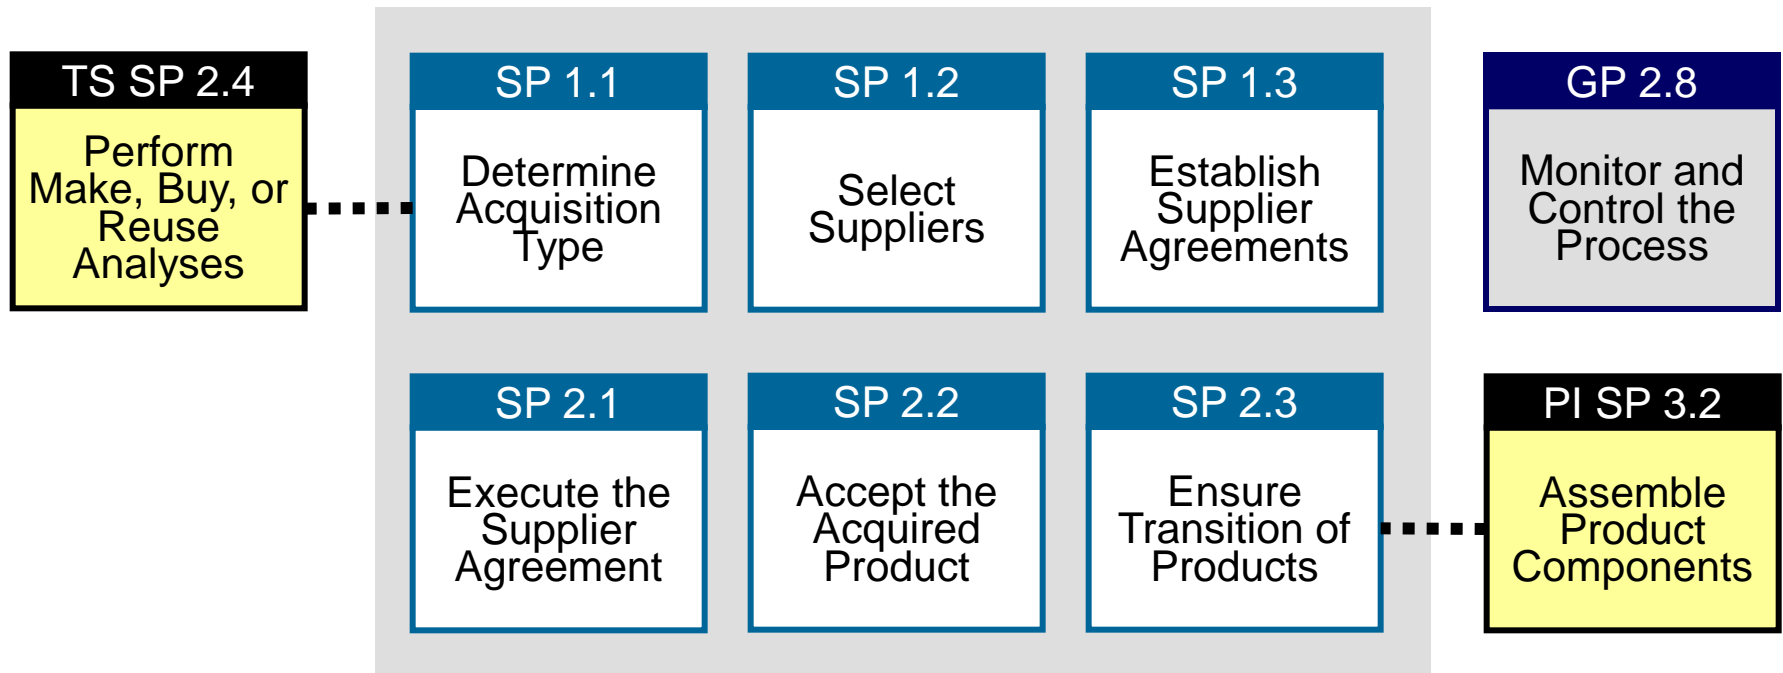 TS SP 2.4
Perform
Make, Buy, or
Reuse
Analyses
SP 1.1
Determine
Acquisition
Type
SP 1.2
Select
Suppliers
SP 1.3
Establish
Supplier
Agreements
GP 2.8
Monitor and
Control the
Process
SP 2.1
Execute the
Supplier
Agreement
SP 2.2
Accept the
Acquired
Product
SP 2.3
Ensure
Transition of
Products
PI SP 3.2
Assemble
Product
Components